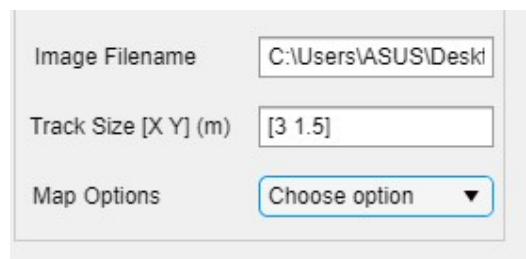 Image Filename C:\Users\ASUS\Deskt
Track Size [X Y] (m) [3 1.5]
Map Options Choose option